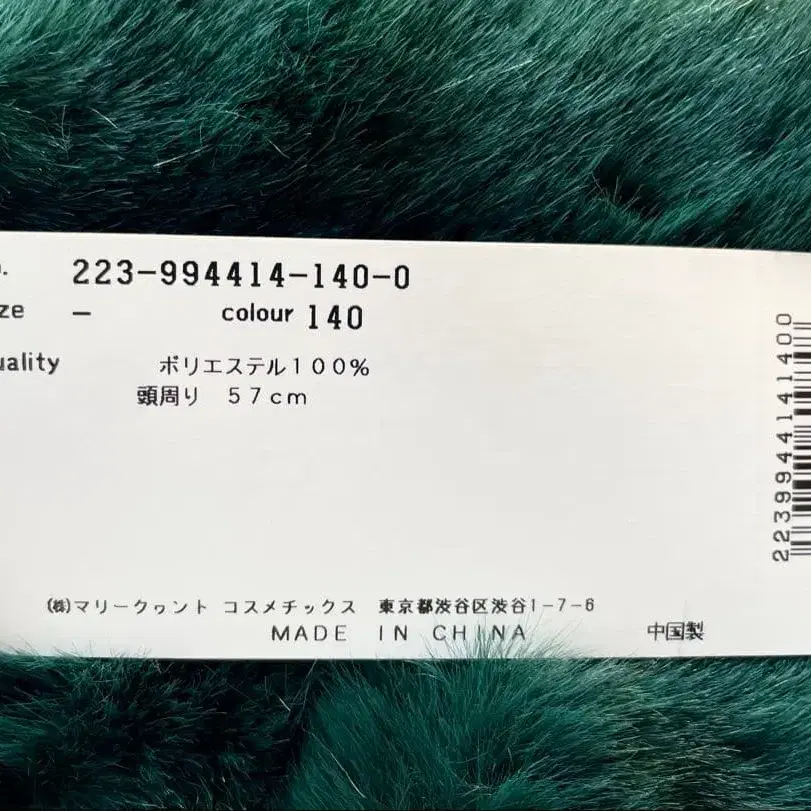 223-994414-140-0
ze - colour 140
uality ポリエステル100%
頭周り 57cm
(株)マリークヮント コスメチックス 東京都渋谷区渋谷1-7-6
MADE IN CHINA 中国製
2239944141400